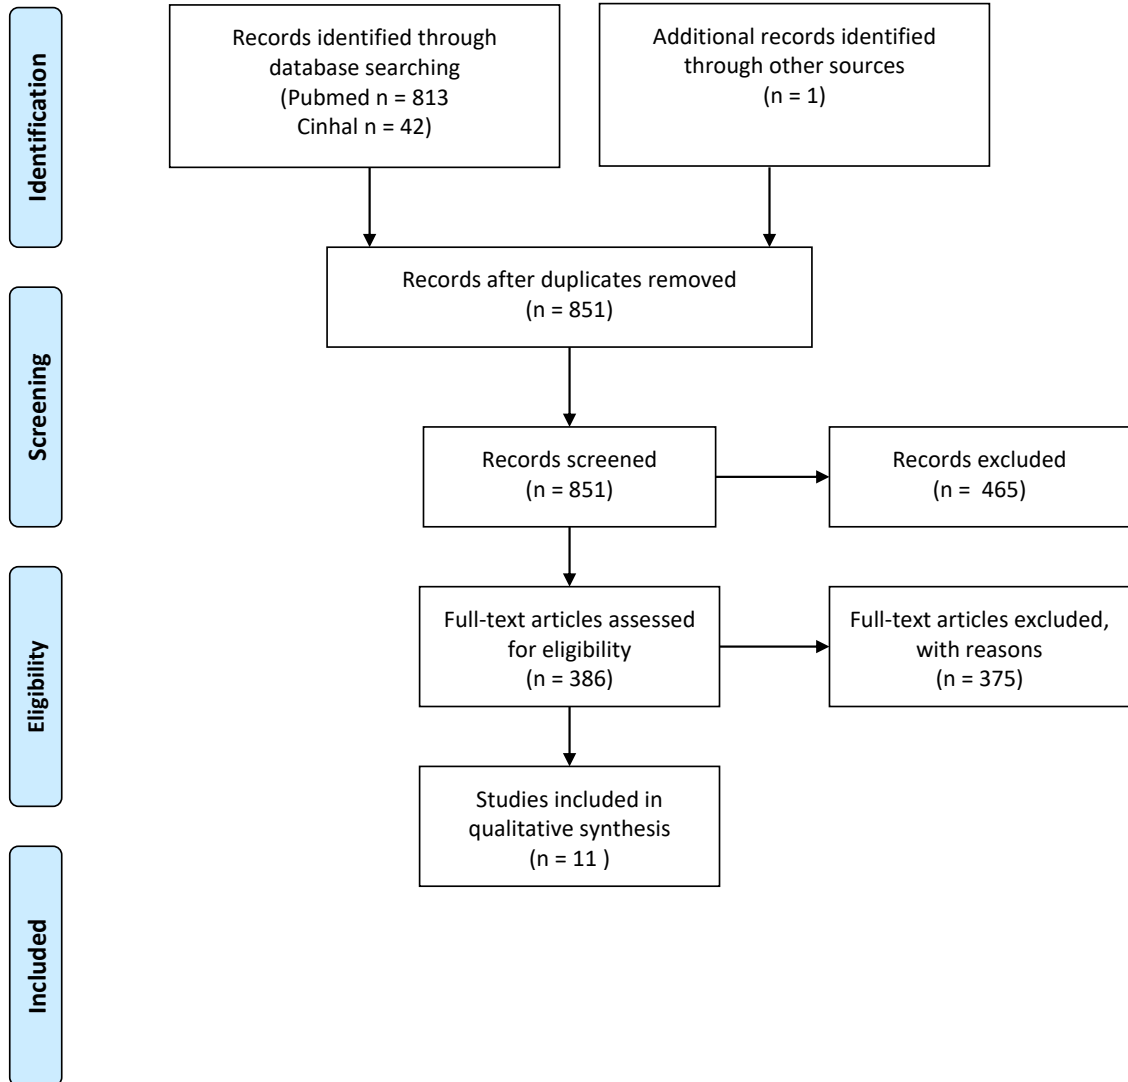 Identification
Records identified through
database searching
(Pubmed n = 813
Cinhal n = 42)
Additional records identified
through other sources
(n = 1)
Records after duplicates removed
(n = 851)
Screening
Records screened
(n = 851)
Records excluded
(n =  465)
Eligibility
Full-text articles assessed
for eligibility
(n = 386)
Full-text articles excluded,
with reasons
(n = 375)
Studies included in
qualitative synthesis
(n = 11 )
Included